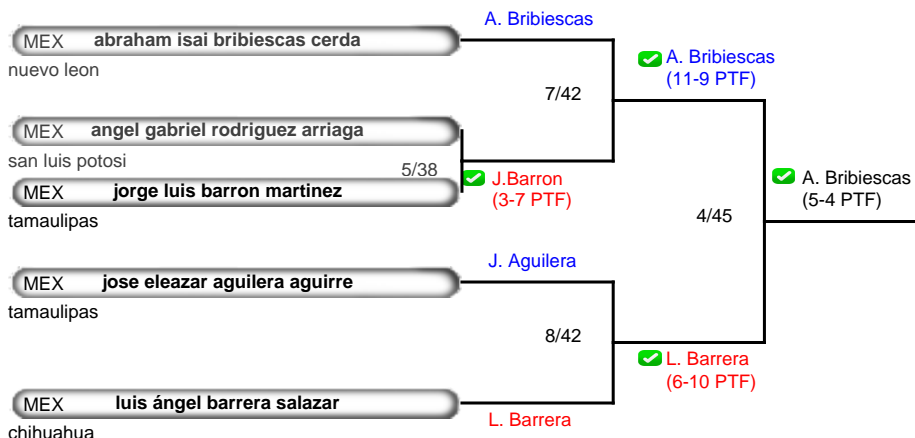 A. Bribiescas
MEX abraham isai bribiescas cerda
nuevo leon
A. Bribiescas
(11-9 PTF)
7/42
MEX angel gabriel rodriguez arriaga
san luis potosi
5/38
J.Barron
(3-7 PTF)
MEX jorge luis barron martinez
tamaulipas
A. Bribiescas
(5-4 PTF)
4/45
J. Aguilera
MEX jose eleazar aguilera aguirre
tamaulipas
8/42
L. Barrera
(6-10 PTF)
MEX luis ángel barrera salazar
L. Barrera
chihuahua